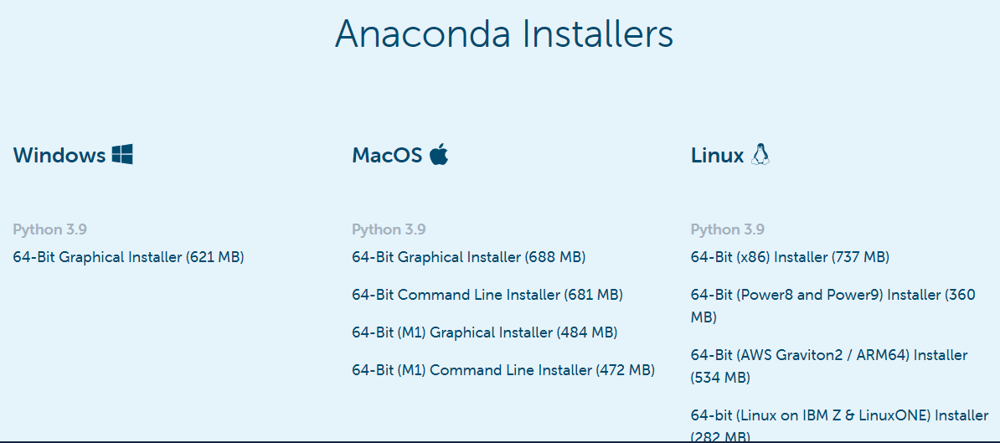 Anaconda Installers
Windows
Python 3.9
64-Bit Graphical Installer (621 MB)
MacOS
Python 3.9
64-Bit Graphical Installer (688 MB)
64-Bit Command Line Installer (681 MB)
64-Bit (M1) Graphical Installer (484 MB)
64-Bit (M1) Command Line Installer (472 MB)
Linux
Python 3.9
64-Bit (x86) Installer (737 MB)
64-Bit (Power8 and Power9) Installer (360
MB)
64-Bit (AWS Graviton2 / ARM64) Installer
(534 MB)
64-bit (Linux on IBM Z & LinuxONE) Installer
(282 MB)